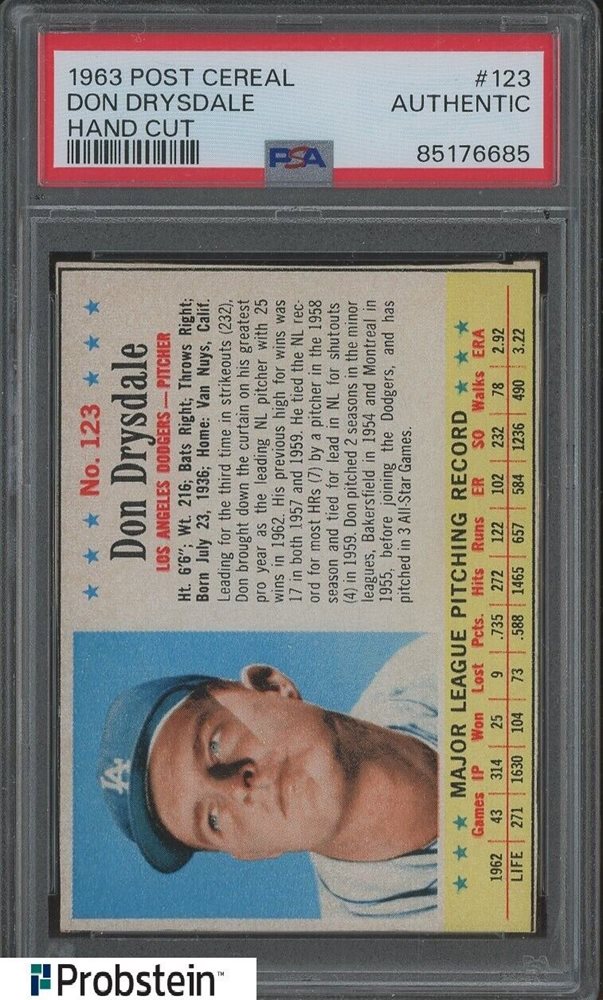 1963 POST CEREAL #123
DON DRYSDALE AUTHENTIC
HAND CUT
PSA 85176685
★ ★ ★ No. 123 ★ ★ ★
Don Drysdale
LOS ANGELES DODGERS — PITCHER
Ht. 6'6"; Wt. 216; Bats Right; Throws Right;
Born July 23, 1936; Home: Van Nuys, Calif.
Leading for the third time in strikeouts (232),
Don brought down the curtain on his greatest
pro year as the leading NL pitcher with 25
wins in 1962. His previous high for wins was
17 in both 1957 and 1959. He tied the NL rec-
ord for most HRs (7) by a pitcher in the 1958
season and tied for lead in NL for shutouts
(4) in 1959. Don pitched 2 seasons in the minor
leagues, Bakersfield in 1954 and Montreal in
1955, before joining the Dodgers, and has
pitched in 3 All-Star Games.
LA
★ ★ ★ MAJOR LEAGUE PITCHING RECORD ★ ★ ★
Games IP Won Lost Pcts. Hits Runs ER SO Walks ERA
1962 43 314 25 9 .735 272 122 102 232 78 2.92
LIFE 271 1630 104 73 .588 1465 657 584 1236 490 3.22
Probstein™